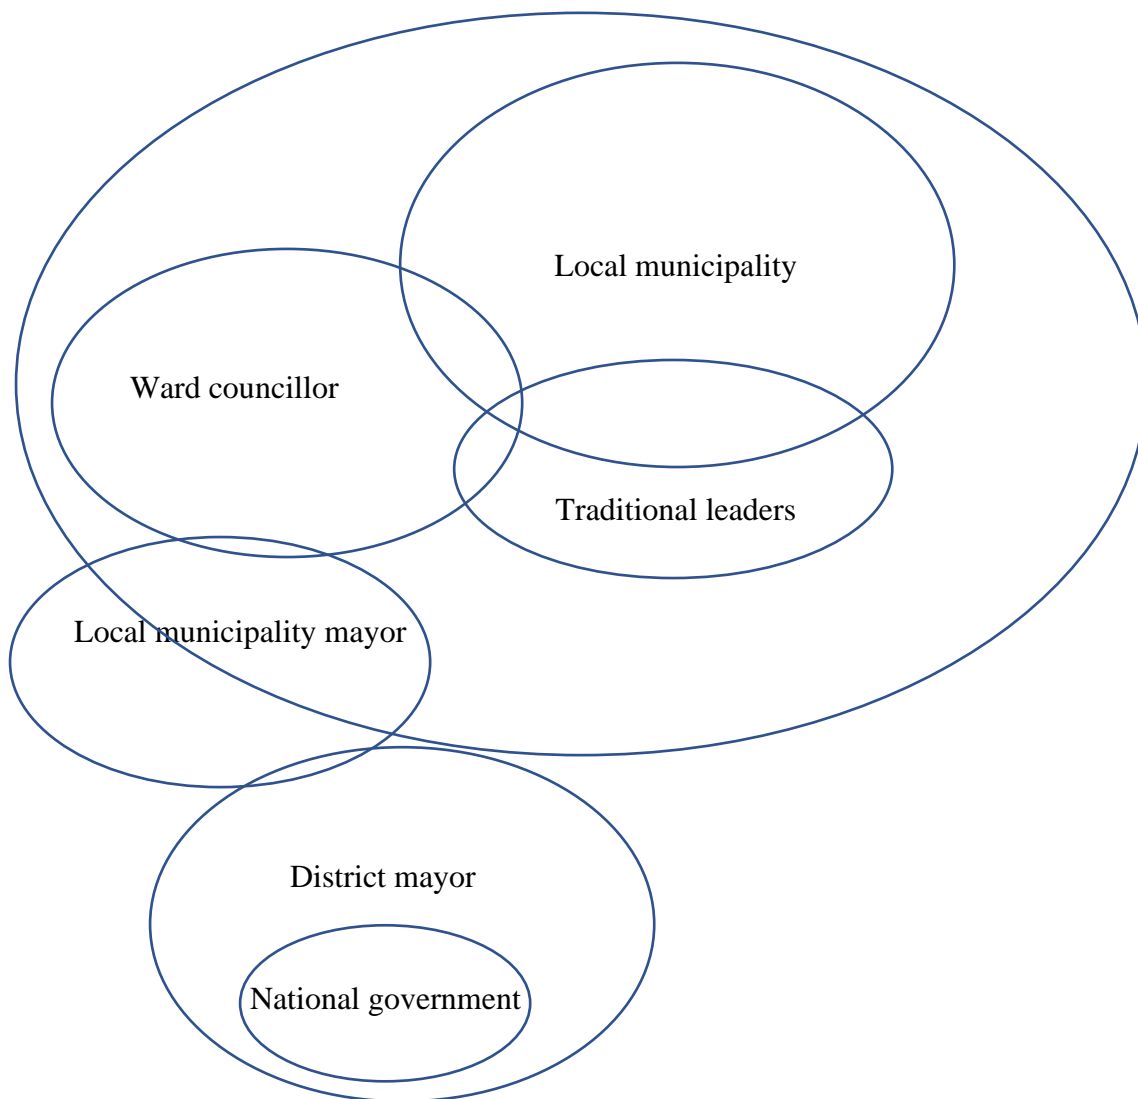 Local municipality
Ward councillor
Traditional leaders
Local municipality mayor
District mayor
National government